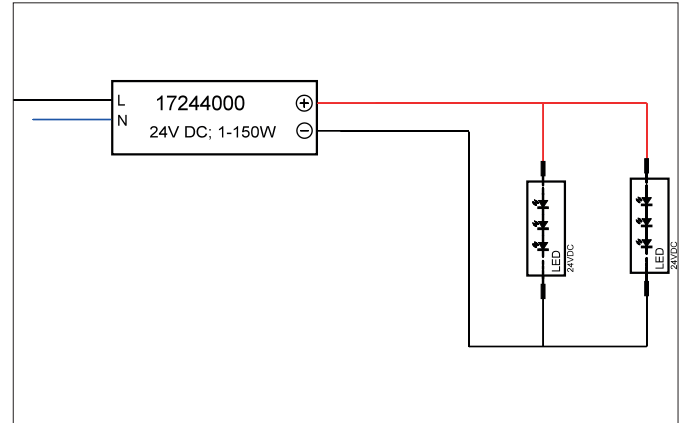 L
17244000
+
N
24V DC; 1-150W
−
LED
24VDC
LED
24VDC